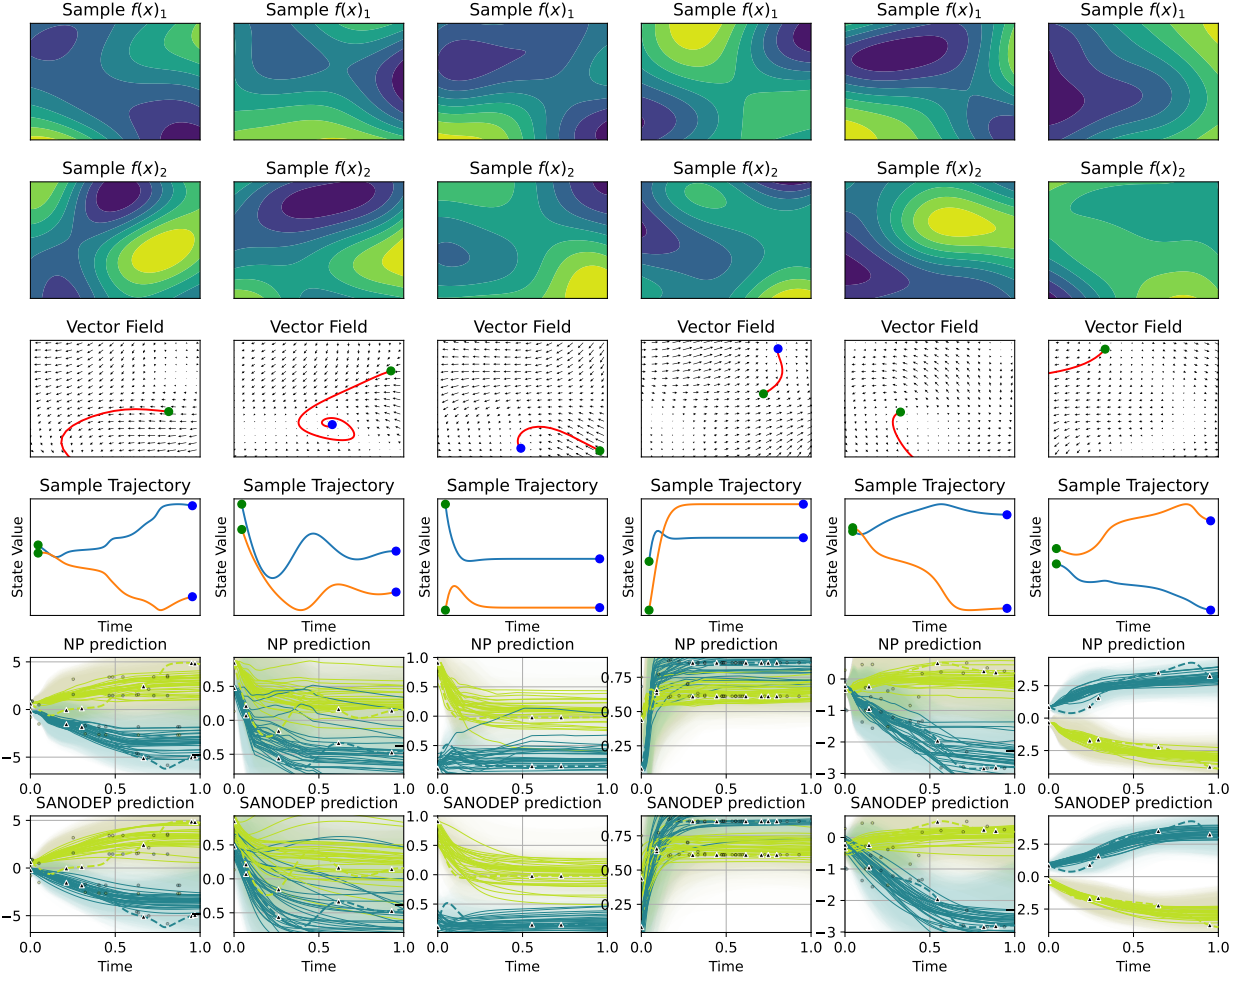 Sample f(x)₁ Sample f(x)₁ Sample f(x)₁ Sample f(x)₁ Sample f(x)₁ Sample f(x)₁
Sample f(x)₂ Sample f(x)₂ Sample f(x)₂ Sample f(x)₂ Sample f(x)₂ Sample f(x)₂
Vector Field Vector Field Vector Field Vector Field Vector Field Vector Field
Sample Trajectory Sample Trajectory Sample Trajectory Sample Trajectory Sample Trajectory Sample Trajectory
State Value State Value State Value State Value State Value State Value
Time Time Time Time Time Time
NP prediction NP prediction NP prediction NP prediction NP prediction NP prediction
5 0 −5
0.5 0.0 0.5
1.0 0.5 0.0 0.5
0.75 0.50 0.25
0 −1 −2 −3
2.5 0.0 2.5
0.0 0.5 1.0 0.0 0.5 1.0 0.0 0.5 1.0 0.0 0.5 1.0 0.0 0.5 1.0 0.0 0.5 1.0
SANODEP prediction SANODEP prediction SANODEP prediction SANODEP prediction SANODEP prediction SANODEP prediction
5 0 −5
0.5 0.0 0.5
1.0 0.5 0.0 0.5
0.75 0.50 0.25
0 −1 −2 −3
2.5 0.0 2.5
0.0 0.5 1.0 0.0 0.5 1.0 0.0 0.5 1.0 0.0 0.5 1.0 0.0 0.5 1.0 0.0 0.5 1.0
Time Time Time Time Time Time